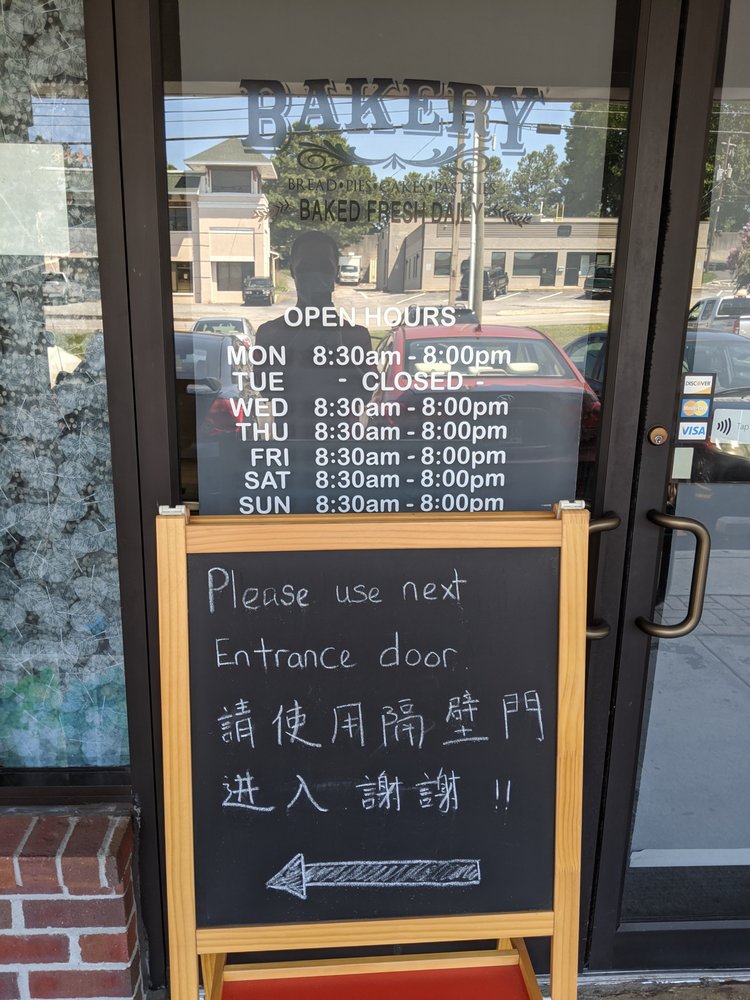 BAKERY
BREAD • PIES • CAKES • PASTRIES
BAKED FRESH DAILY
OPEN HOURS
MON 8:30am - 8:00pm
TUE - CLOSED -
WED 8:30am - 8:00pm
THU 8:30am - 8:00pm
FRI 8:30am - 8:00pm
SAT 8:30am - 8:00pm
SUN 8:30am - 8:00pm
DISCOVER
MasterCard
VISA
Tap
Please use next
Entrance door.
請使用隔壁門
进入謝謝!!